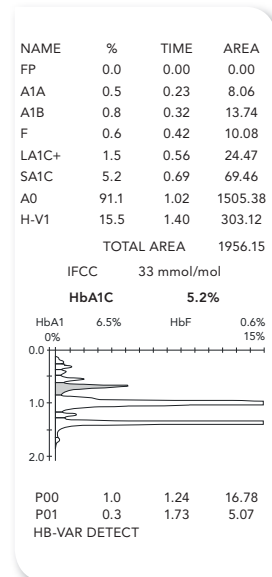 NAME % TIME AREA
FP 0.0 0.00 0.00
A1A 0.5 0.23 8.06
A1B 0.8 0.32 13.74
F 0.6 0.42 10.08
LA1C+ 1.5 0.56 24.47
SA1C 5.2 0.69 69.46
A0 91.1 1.02 1505.38
H-V1 15.5 1.40 303.12
TOTAL AREA 1956.15
IFCC 33 mmol/mol
HbA1C 5.2%
HbA1 6.5% HbF 0.6%
0% 15%
0.0
1.0
2.0
P00 1.0 1.24 16.78
P01 0.3 1.73 5.07
HB-VAR DETECT